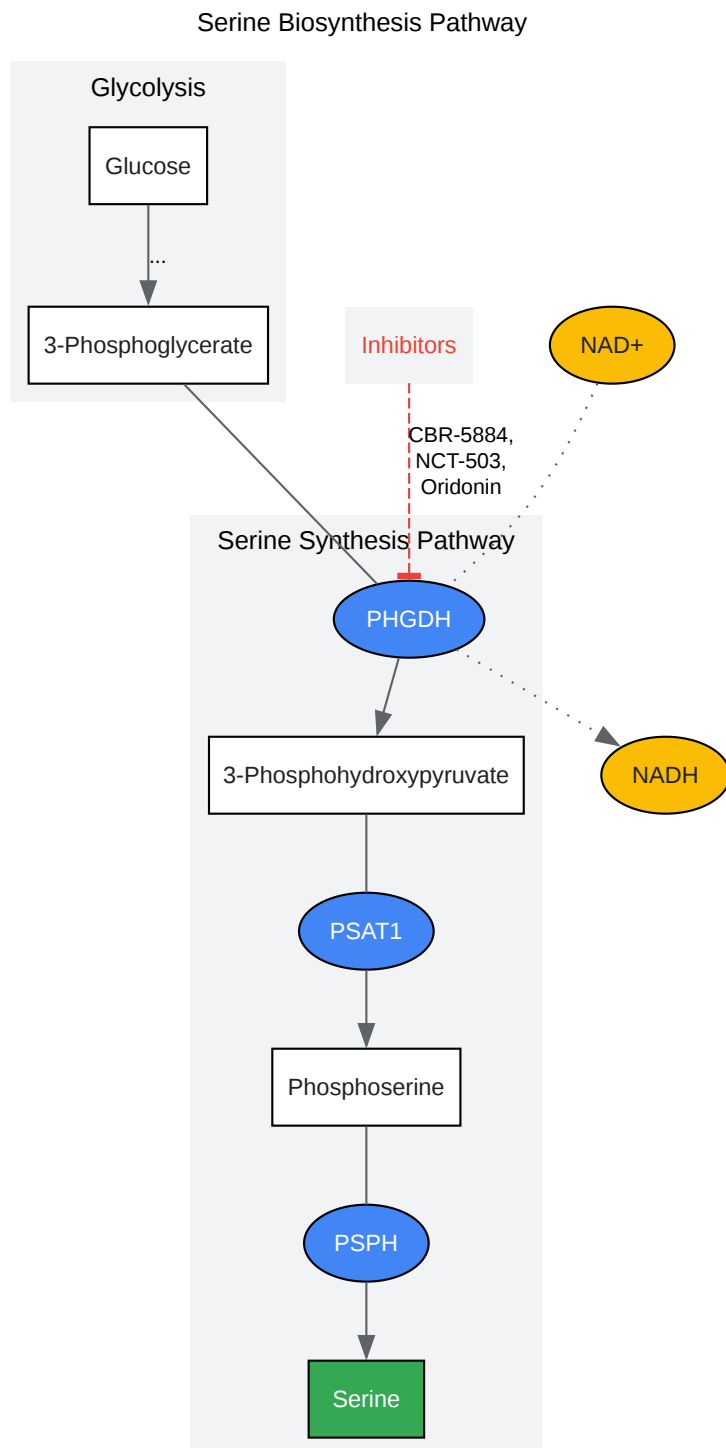 Serine Biosynthesis Pathway
Glycolysis
Glucose
...
3-Phosphoglycerate
Inhibitors
NAD+
CBR-5884,
NCT-503,
Oridonin
Serine Synthesis Pathway
PHGDH
3-Phosphohydroxypyruvate
NADH
PSAT1
Phosphoserine
PSPH
Serine